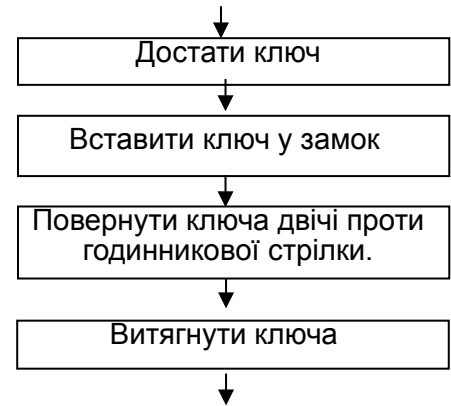 Достати ключ
Вставити ключ у замок
Повернути ключа двічі проти
годинникової стрілки.
Витягнути ключа